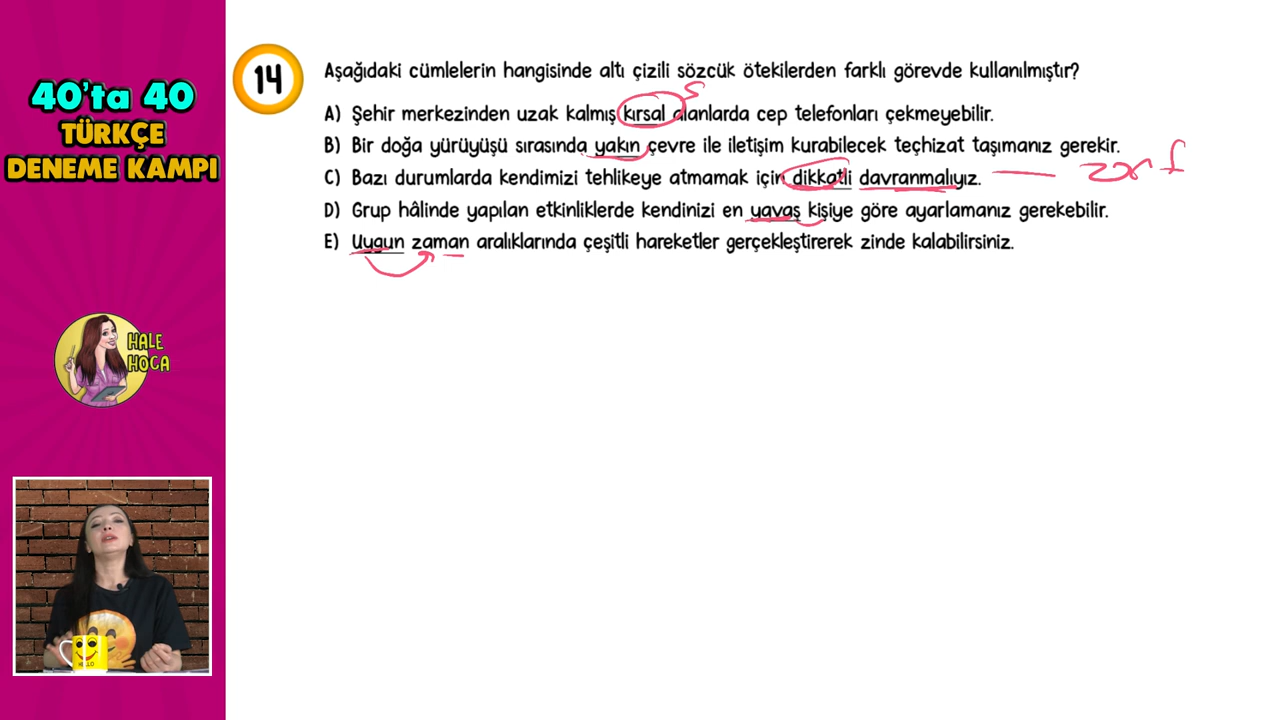 40'ta 40
TÜRKÇE
DENEME KAMPI
HALE
HOCA
14
Aşağıdaki cümlelerin hangisinde altı çizili sözcük ötekilerden farklı görevde kullanılmıştır?
S
A) Şehir merkezinden uzak kalmış kırsal alanlarda cep telefonları çekmeyebilir.
B) Bir doğa yürüyüşü sırasında yakın çevre ile iletişim kurabilecek teçhizat taşımanız gerekir.
C) Bazı durumlarda kendimizi tehlikeye atmamak için dikkatli davranmalıyız. zarf
D) Grup hâlinde yapılan etkinliklerde kendinizi en yavaş kişiye göre ayarlamanız gerekebilir.
E) Uygun zaman aralıklarında çeşitli hareketler gerçekleştirerek zinde kalabilirsiniz.
HELLO